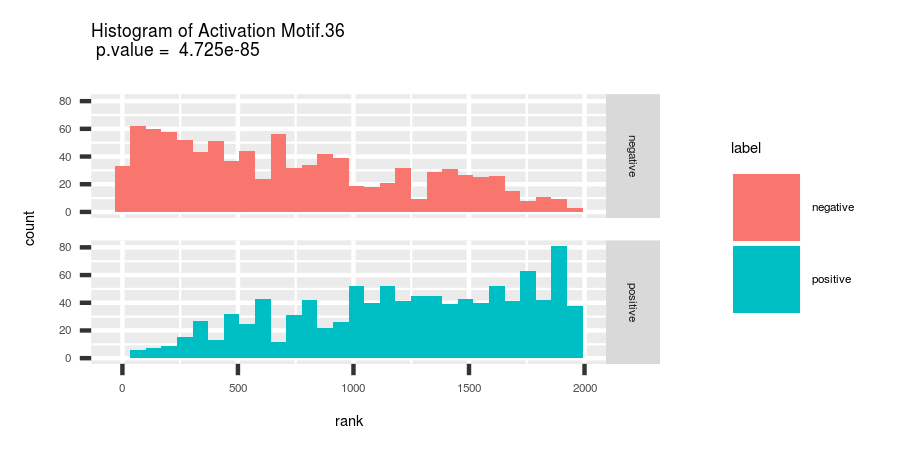 Histogram of Activation Motif.36
p.value =  4.725e-85
80
60
40
20
0
negative
80
60
40
20
0
positive
0 500 1000 1500 2000
rank
count
label
negative
positive